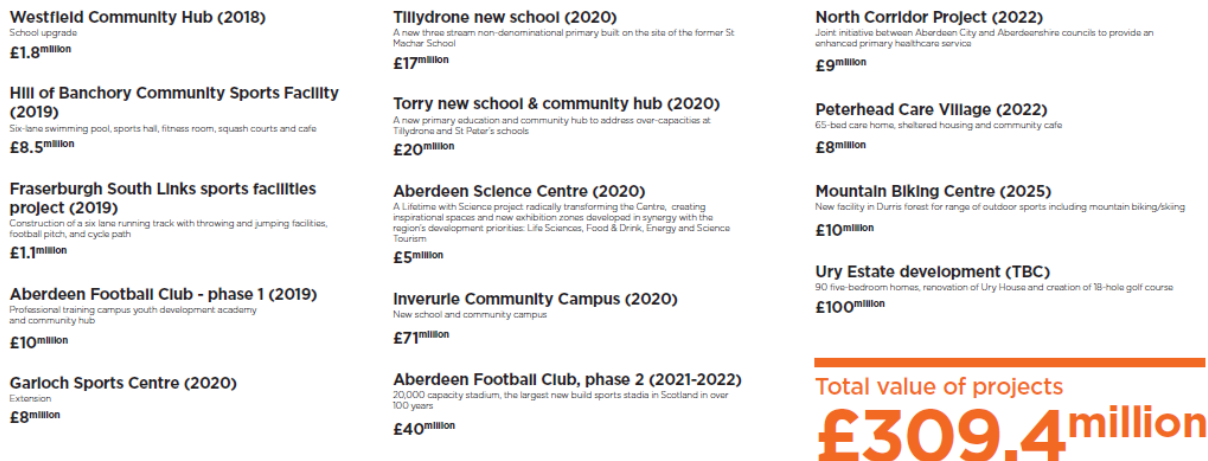 Westfield Community Hub (2018)
School upgrade
£1.8million
Hill of Banchory Community Sports Facility
(2019)
Six-lane swimming pool, sports hall, fitness room, squash courts and cafe
£8.5million
Fraserburgh South Links sports facilities
project (2019)
Construction of a six lane running track with throwing and jumping facilities,
football pitch, and cycle path
£1.1million
Aberdeen Football Club - phase 1 (2019)
Professional training campus youth development academy
and community hub
£10million
Garioch Sports Centre (2020)
Extension
£8million
Tillydrone new school (2020)
A new three stream non-denominational primary built on the site of the former St
Machar School
£17million
Torry new school & community hub (2020)
A new primary education and community hub to address over-capacities at
Tillydrone and St Peter's schools
£20million
Aberdeen Science Centre (2020)
A Lifetime with Science project radically transforming the Centre, creating
inspirational spaces and new exhibition zones developed in synergy with the
region's development priorities: Life Sciences, Food & Drink, Energy and Science
Tourism
£5million
Inverurie Community Campus (2020)
New school and community campus
£71million
Aberdeen Football Club, phase 2 (2021-2022)
20,000 capacity stadium, the largest new build sports stadia in Scotland in over
100 years
£40million
North Corridor Project (2022)
Joint initiative between Aberdeen City and Aberdeenshire councils to provide an
enhanced primary healthcare service
£9million
Peterhead Care Village (2022)
65-bed care home, sheltered housing and community cafe
£8million
Mountain Biking Centre (2025)
New facility in Durris forest for range of outdoor sports including mountain biking/skiing
£10million
Ury Estate development (TBC)
90 five-bedroom homes, renovation of Ury House and creation of 18-hole golf course
£100million
Total value of projects
£309.4million